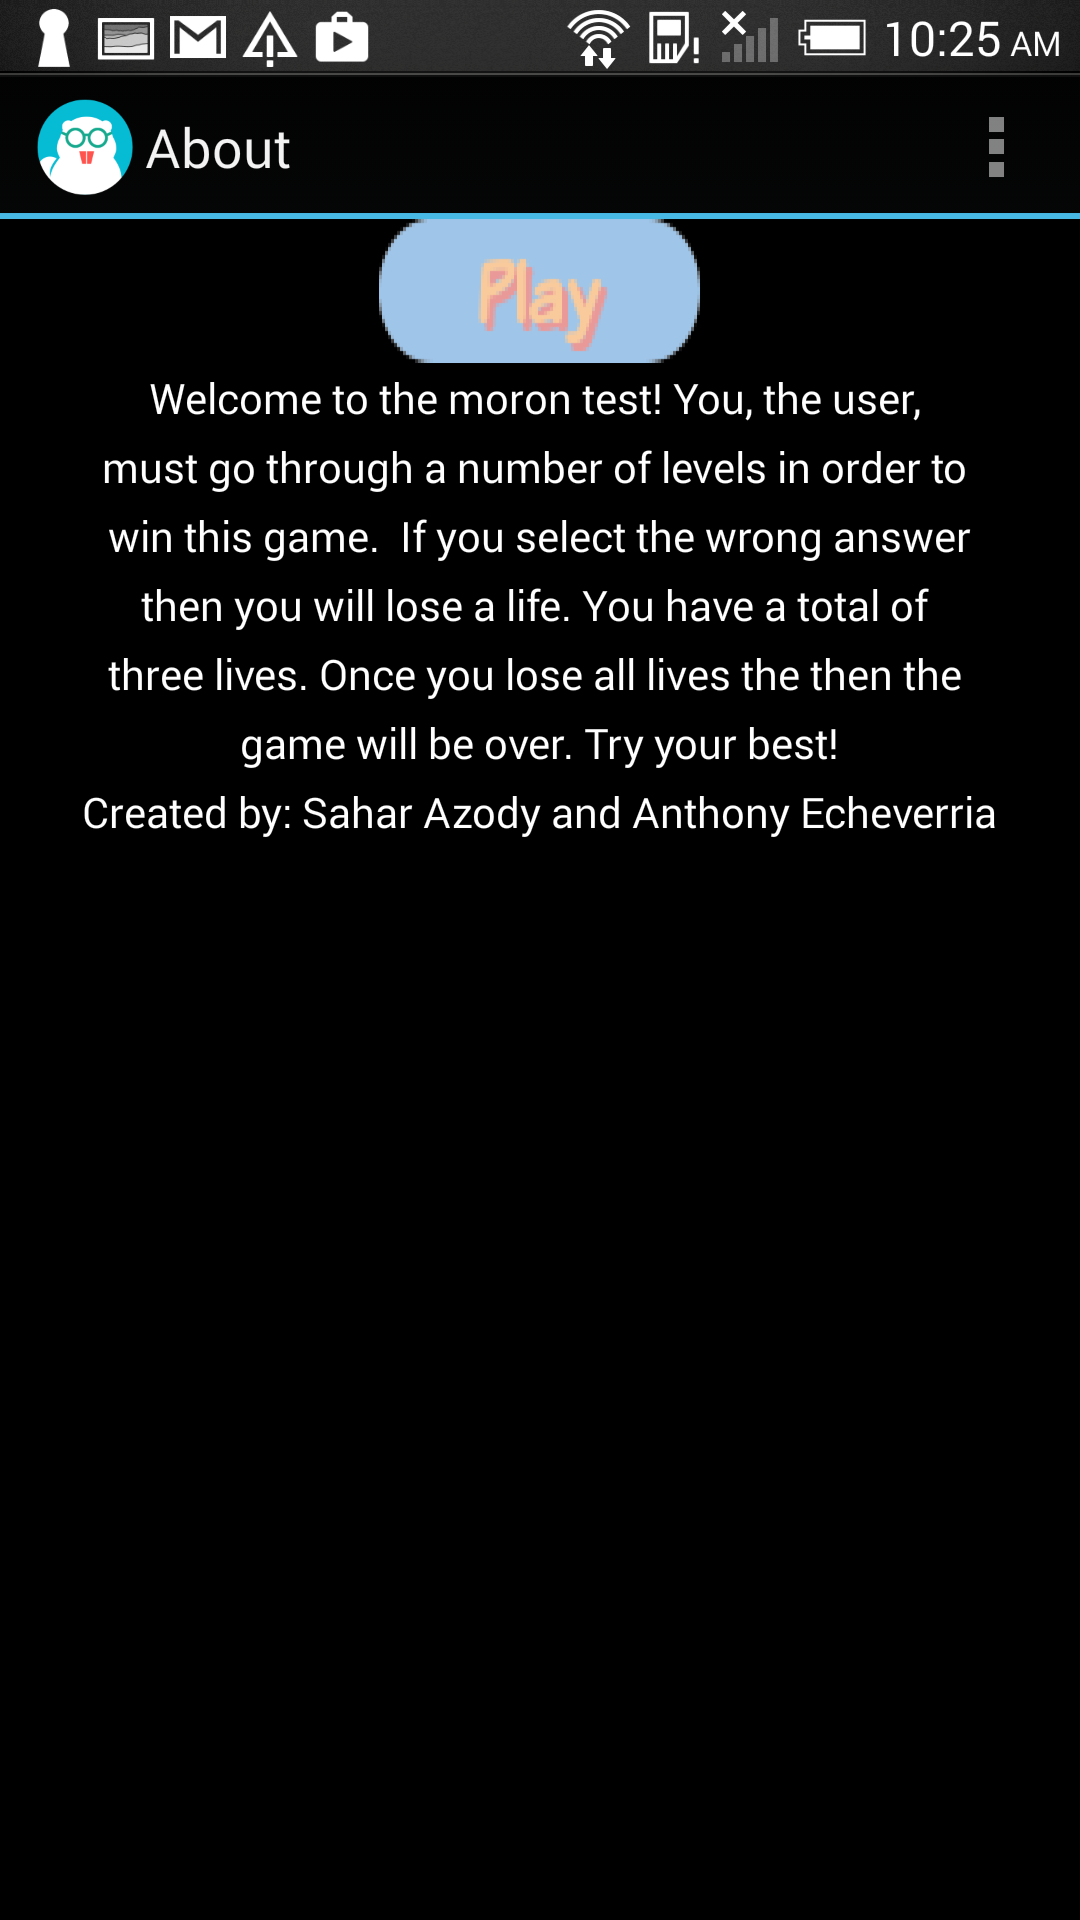 10:25 AM
About
Play
Welcome to the moron test! You, the user,
must go through a number of levels in order to
win this game.  If you select the wrong answer
then you will lose a life. You have a total of
three lives. Once you lose all lives the then the
game will be over. Try your best!
Created by: Sahar Azody and Anthony Echeverria